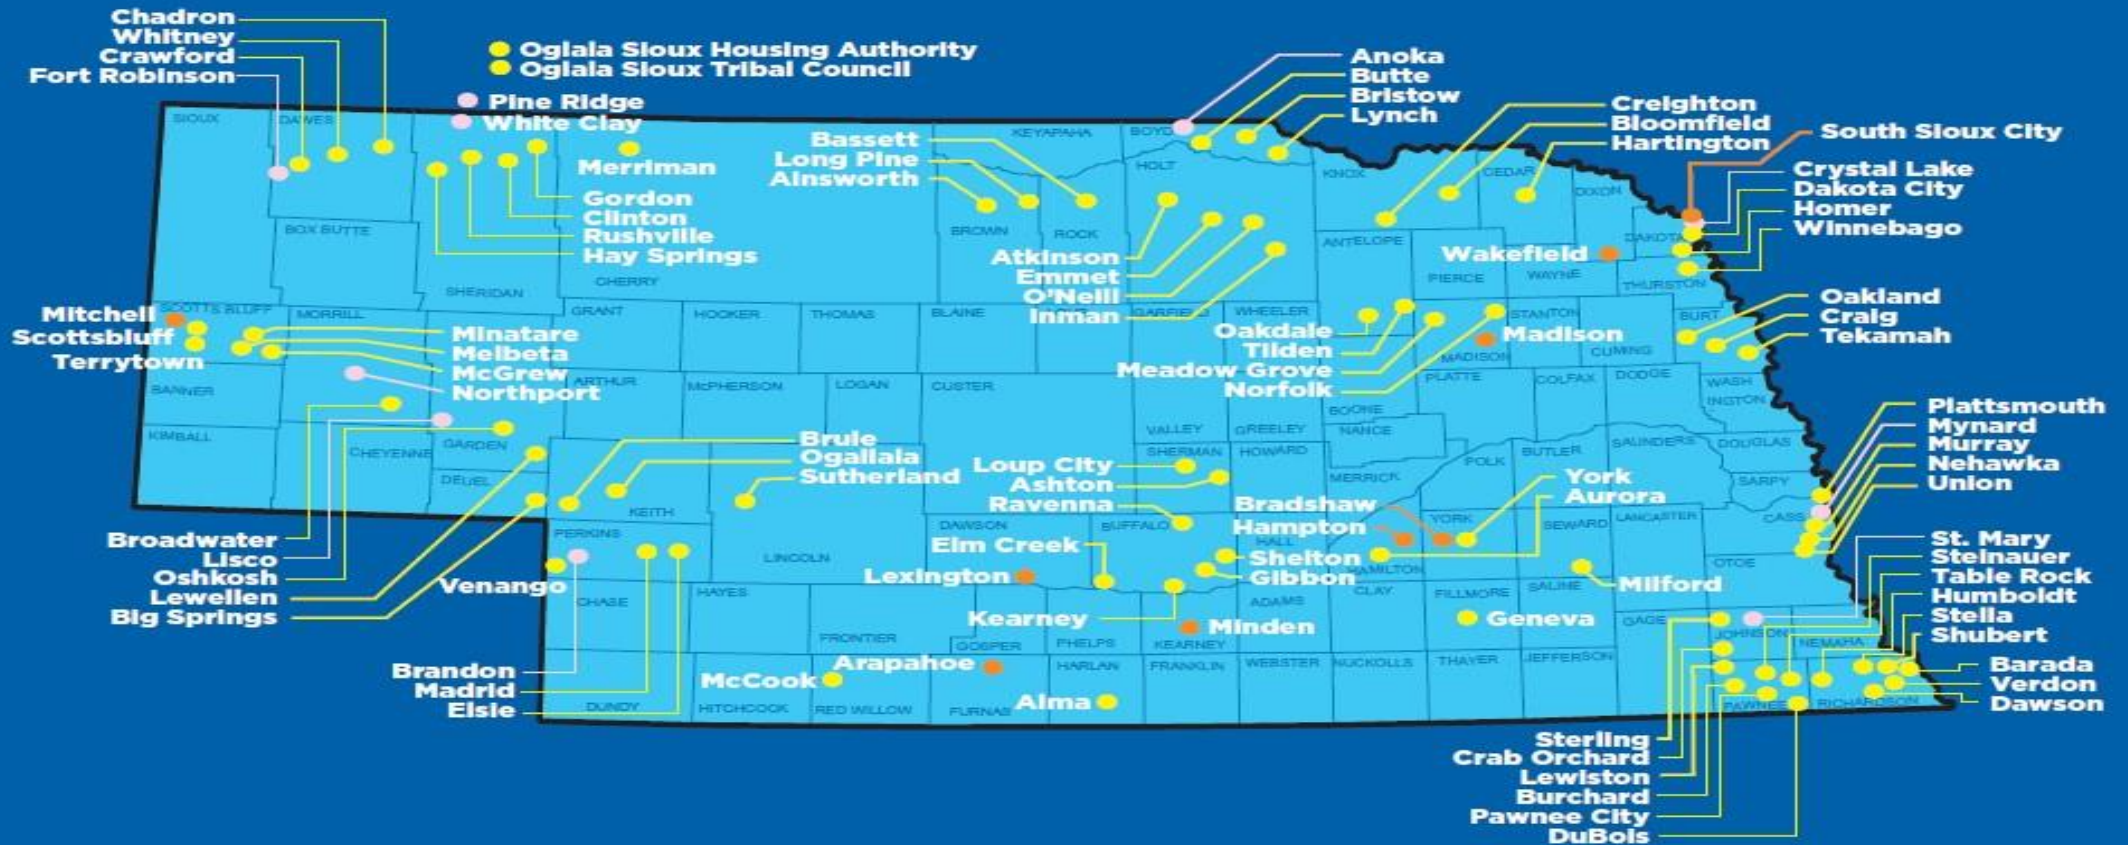 Chadron
Whitney
Crawford
Fort Robinson
Oglala Sioux Housing Authority
Oglala Sioux Tribal Council
Pine Ridge
White Clay
Merriman
Gordon
Clinton
Rushville
Hay Springs
Bassett
Long Pine
Ainsworth
Anoka
Butte
Bristow
Lynch
Creighton
Bloomfield
Hartington
South Sioux City
Crystal Lake
Dakota City
Homer
Winnebago
Atkinson
Emmet
O'Neill
Inman
Wakefield
Mitchell
Scottsbluff
Terrytown
Minatare
Melbeta
McGrew
Northport
Oakdale
Tilden
Meadow Grove
Norfolk
Madison
Oakland
Craig
Tekamah
Brule
Ogallala
Sutherland
Loup City
Ashton
Ravenna
Bradshaw
Hampton
York
Aurora
Plattsmouth
Mynard
Murray
Nehawka
Union
Broadwater
Lisco
Oshkosh
Lewellen
Big Springs
Venango
Elm Creek
Lexington
Shelton
Gibbon
Kearney
Minden
Milford
Geneva
St. Mary
Steinauer
Table Rock
Humboldt
Stella
Shubert
Barada
Verdon
Dawson
Brandon
Madrid
Elsie
McCook
Arapahoe
Alma
Sterling
Crab Orchard
Lewiston
Burchard
Pawnee City
DuBois
SIOUX
DAWES
BOX BUTTE
SHERIDAN
CHERRY
KEYAPAHA
BOYD
HOLT
BROWN
ROCK
KNOX
CEDAR
DIXON
DAKOTA
ANTELOPE
PIERCE
WAYNE
THURSTON
SCOTTS BLUFF
MORRILL
GRANT
HOOKER
THOMAS
BLAINE
GARFIELD
WHEELER
MADISON
STANTON
CUMING
BURT
BANNER
KIMBALL
CHEYENNE
GARDEN
DEUEL
ARTHUR
McPHERSON
LOGAN
CUSTER
VALLEY
GREELEY
BOONE
NANCE
PLATTE
COLFAX
DODGE
WASH
INGTON
SHERMAN
HOWARD
MERRICK
POLK
BUTLER
SAUNDERS
DOUGLAS
SARPY
KEITH
PERKINS
LINCOLN
DAWSON
BUFFALO
HALL
HAMILTON
YORK
SEWARD
LANCASTER
CASS
OTOE
CHASE
HAYES
FRONTIER
GOSPER
PHELPS
KEARNEY
ADAMS
CLAY
FILLMORE
SALINE
GAGE
JOHNSON
NEMAHA
DUNDY
HITCHCOCK
RED WILLOW
FURNAS
HARLAN
FRANKLIN
WEBSTER
NUCKOLLS
THAYER
JEFFERSON
PAWNEE
RICHARDSON